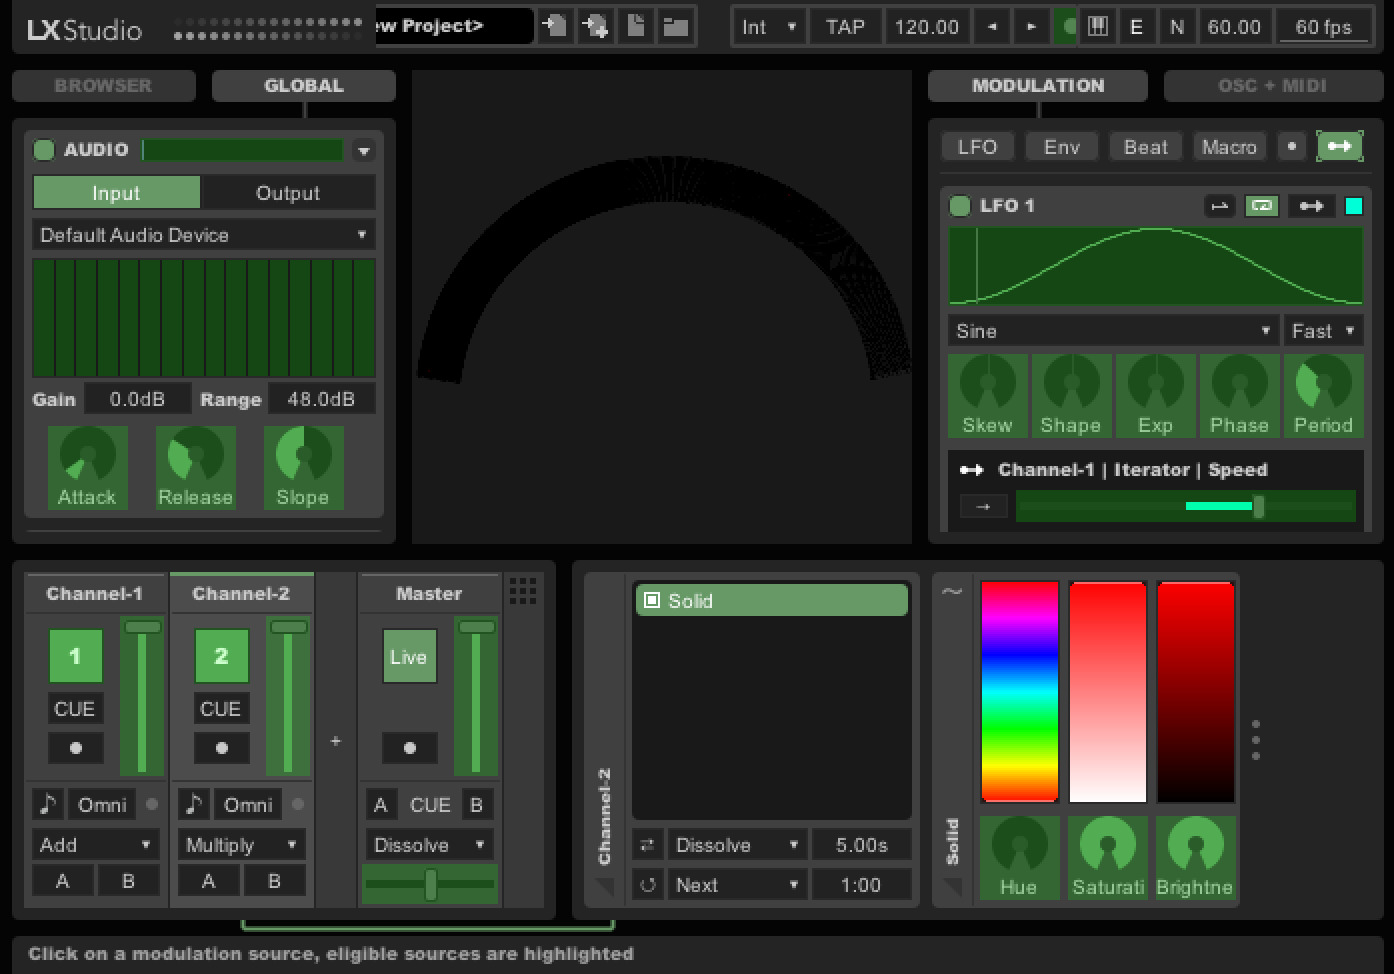 LX Studio
ew Project>
Int
TAP
120.00
E
N
60.00
60 fps
BROWSER
GLOBAL
MODULATION
OSC + MIDI
AUDIO
Input
Output
Default Audio Device
Gain
0.0dB
Range
48.0dB
Attack
Release
Slope
LFO
Env
Beat
Macro
LFO 1
Sine
Fast
Skew
Shape
Exp
Phase
Period
Channel-1 | Iterator | Speed
Channel-1
Channel-2
Master
1
2
Live
CUE
CUE
+
Omni
Omni
A
CUE
B
Add
Multiply
Dissolve
A
B
A
B
Channel-2
Solid
Dissolve
5.00s
Next
1:00
Solid
Hue
Saturati
Brightne
Click on a modulation source, eligible sources are highlighted